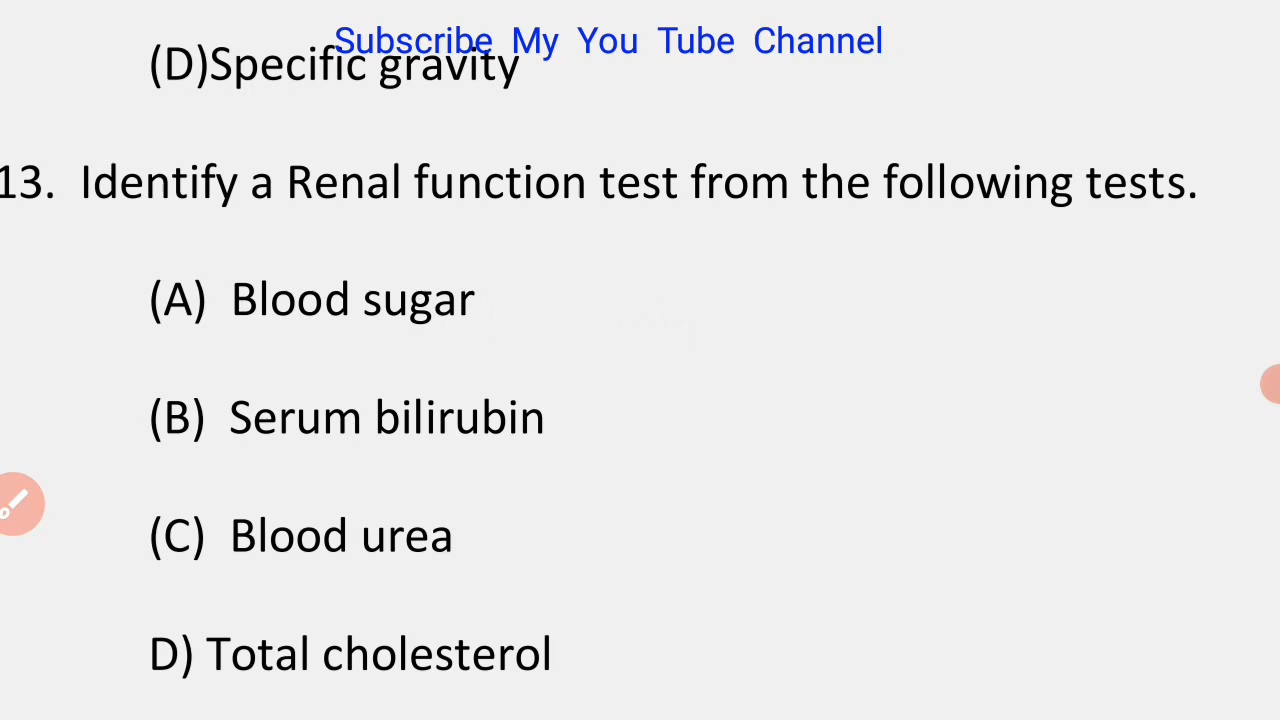 Subscribe My You Tube Channel
(D)Specific gravity
13. Identify a Renal function test from the following tests.
(A) Blood sugar
(B) Serum bilirubin
(C) Blood urea
D) Total cholesterol